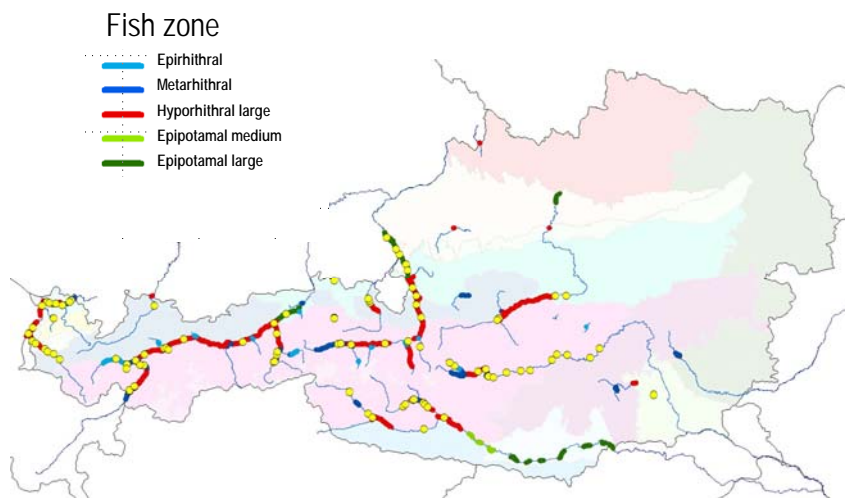 Fish zone
Epirhithral
Metarhithral
Hyporhithral large
Epipotamal medium
Epipotamal large